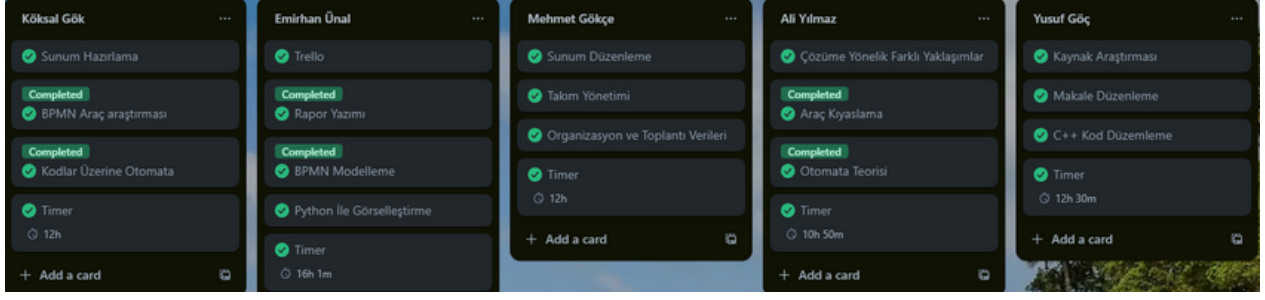 Köksal Gök
Sunum Hazırlama
Completed
BPMN Araç araştırması
Completed
Kodlar Üzerine Otomata
Timer
12h
+ Add a card
Emirhan Ünal
Trello
Completed
Rapor Yazımı
Completed
BPMN Modelleme
Python İle Görselleştirme
Timer
16h 1m
Mehmet Gökçe
Sunum Düzenleme
Takım Yönetimi
Organizasyon ve Toplantı Verileri
Timer
12h
+ Add a card
Ali Yılmaz
Çözüme Yönelik Farklı Yaklaşımlar
Completed
Araç Kıyaslama
Completed
Otomata Teorisi
Timer
10h 50m
+ Add a card
Yusuf Göç
Kaynak Araştırması
Makale Düzenleme
C++ Kod Düzemleme
Timer
12h 30m
+ Add a card